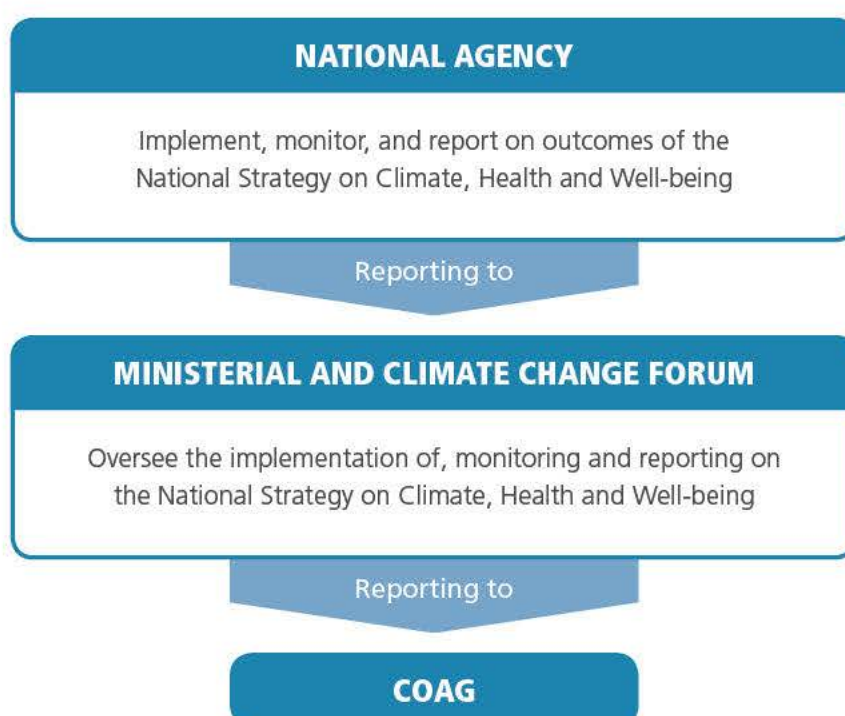 NATIONAL AGENCY
Implement, monitor, and report on outcomes of the
National Strategy on Climate, Health and Well-being
Reporting to
MINISTERIAL AND CLIMATE CHANGE FORUM
Oversee the implementation of, monitoring and reporting on
the National Strategy on Climate, Health and Well-being
Reporting to
COAG